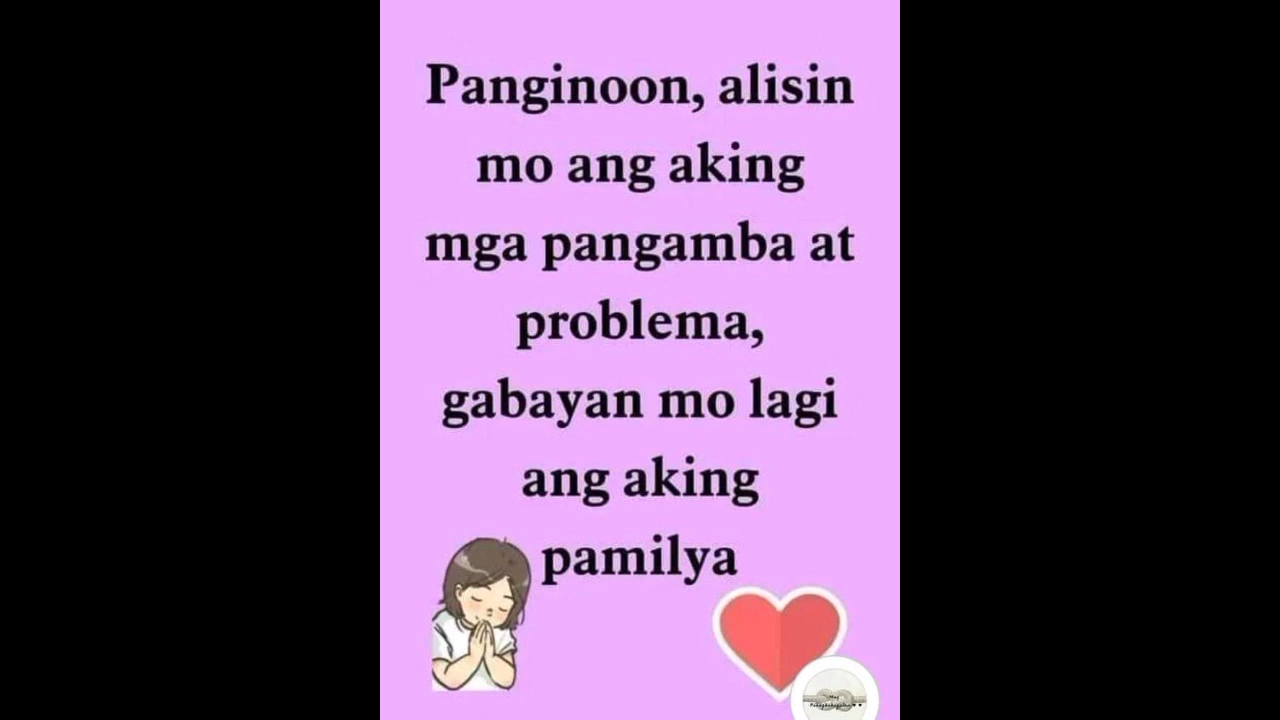 Panginoon, alisin
mo ang aking
mga pangamba at
problema,
gabayan mo lagi
ang aking
pamilya